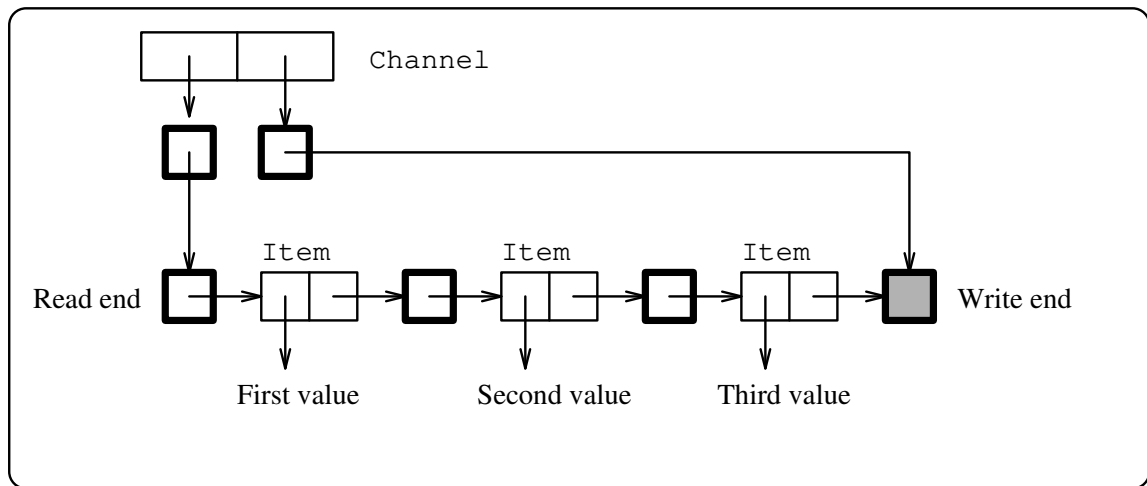 Channel
Item Item Item
Read end Write end
First value Second value Third value